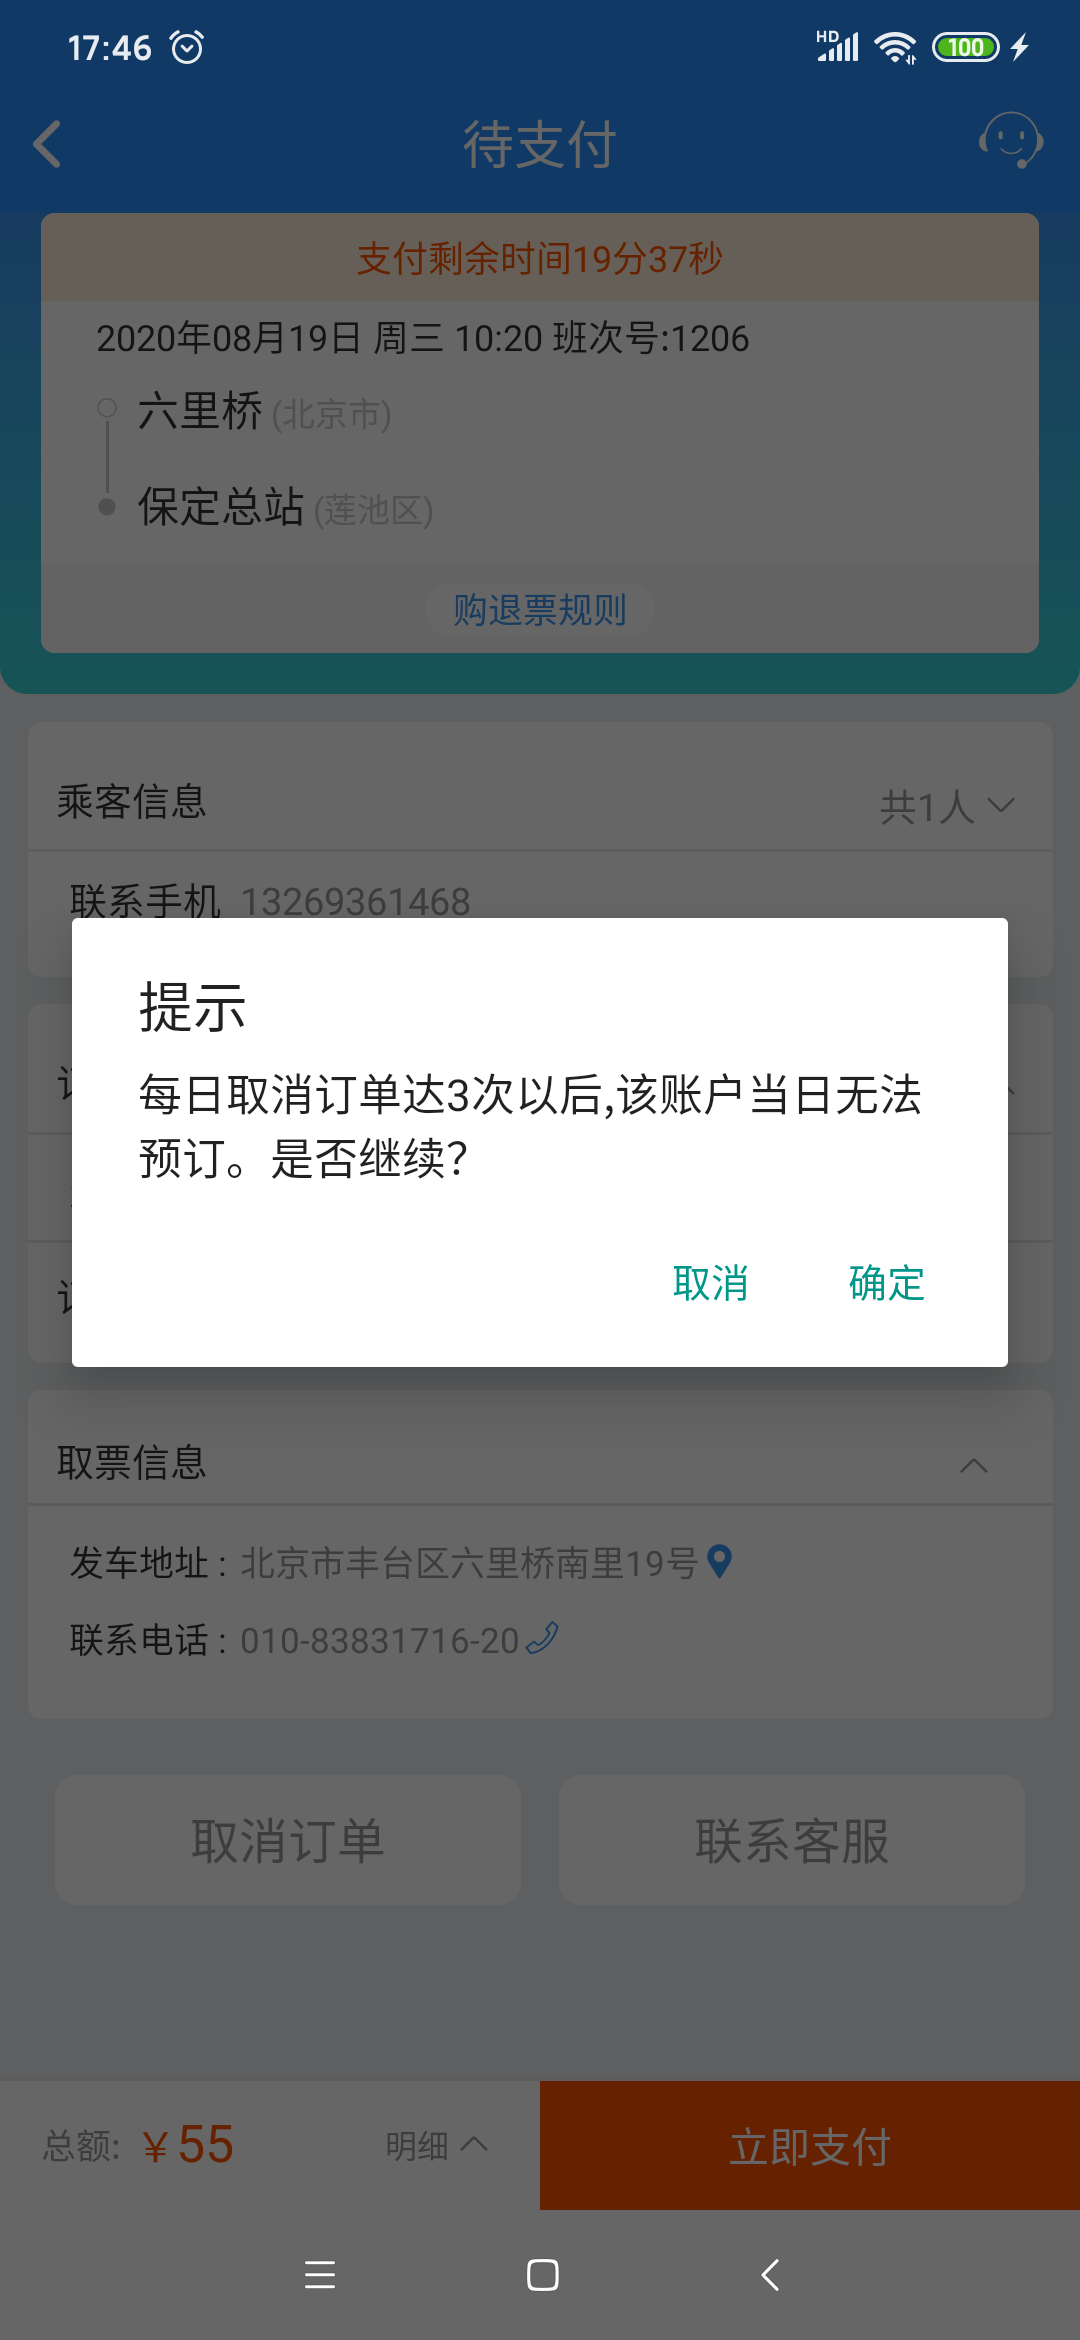 17:46
HD
100
待支付
支付剩余时间19分37秒
2020年08月19日 周三 10:20 班次号:1206
六里桥 (北京市)
保定总站 (莲池区)
购退票规则
乘客信息
共1人
联系手机 13269361468
提示
每日取消订单达3次以后,该账户当日无法
预订。是否继续?
取消 确定
取票信息
发车地址 : 北京市丰台区六里桥南里19号
联系电话 : 010-83831716-20
取消订单
联系客服
总额: ￥55
明细
立即支付